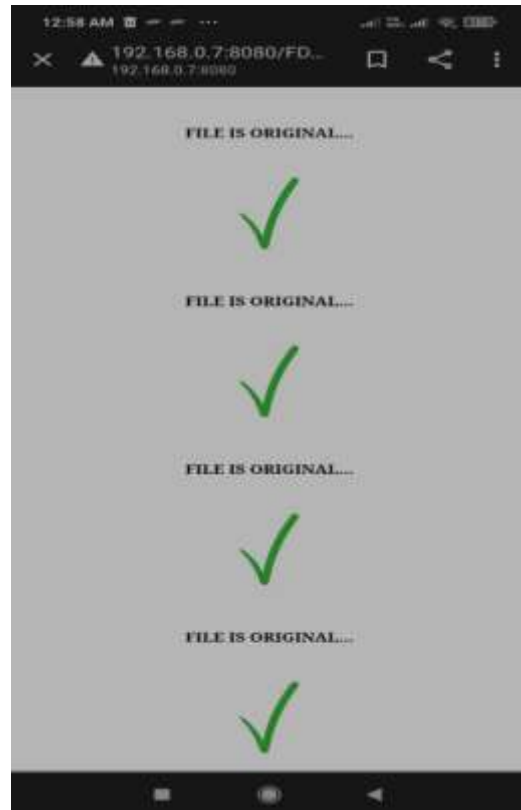 12:58 AM
192.168.0.7:8080/FD...
192.168.0.7:8080
FILE IS ORIGINAL....
FILE IS ORIGINAL....
FILE IS ORIGINAL....
FILE IS ORIGINAL....